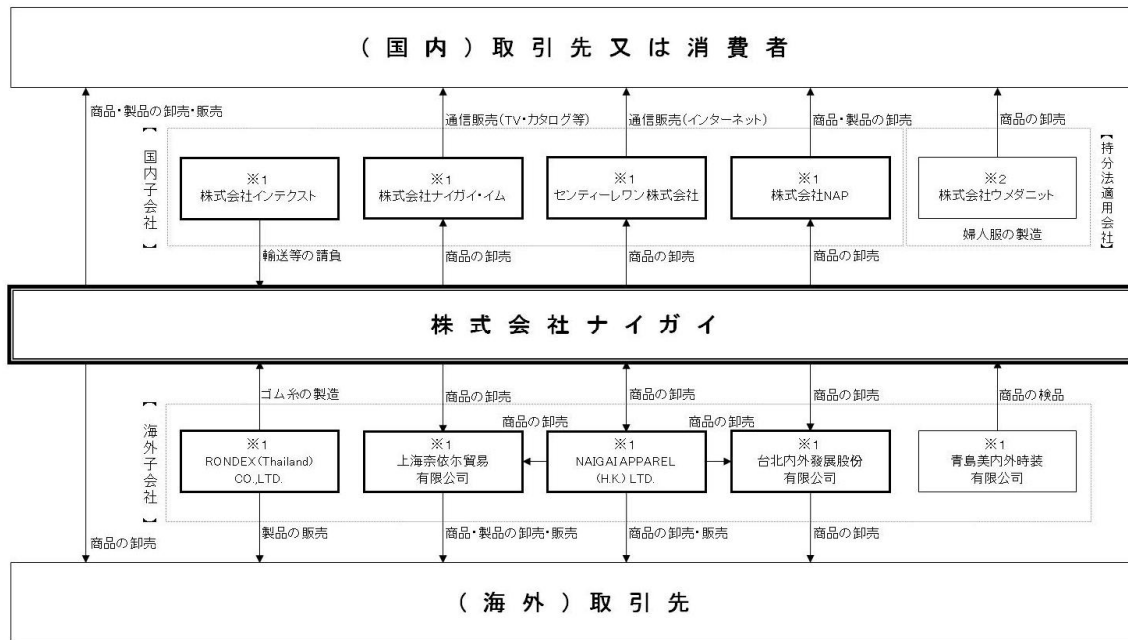 （国内）取引先又は消費者
商品・製品の卸売・販売
通信販売(TV・カタログ等)
通信販売(インターネット)
商品・製品の卸売
商品の卸売
【国内子会社】
※1
株式会社インテクスト
※1
株式会社ナイガイ・イム
※1
センティーレワン株式会社
※1
株式会社NAP
※2
株式会社ウメダニット
婦人服の製造
【持分法適用会社】
輸送等の請負
商品の卸売
商品の卸売
商品の卸売
株式会社ナイガイ
ゴム糸の製造
商品の卸売
商品の卸売
商品の卸売
商品の検品
【海外子会社】
商品の卸売
商品の卸売
※1
RONDEX(Thailand)
CO.,LTD.
※1
上海奈依尓貿易
有限公司
※1
NAIGAI APPAREL
(H.K.) LTD.
※1
台北内外發展股份
有限公司
※1
青島美内外時装
有限公司
商品の卸売
製品の販売
商品・製品の卸売・販売
商品の卸売・販売
商品の卸売
（海外）取引先